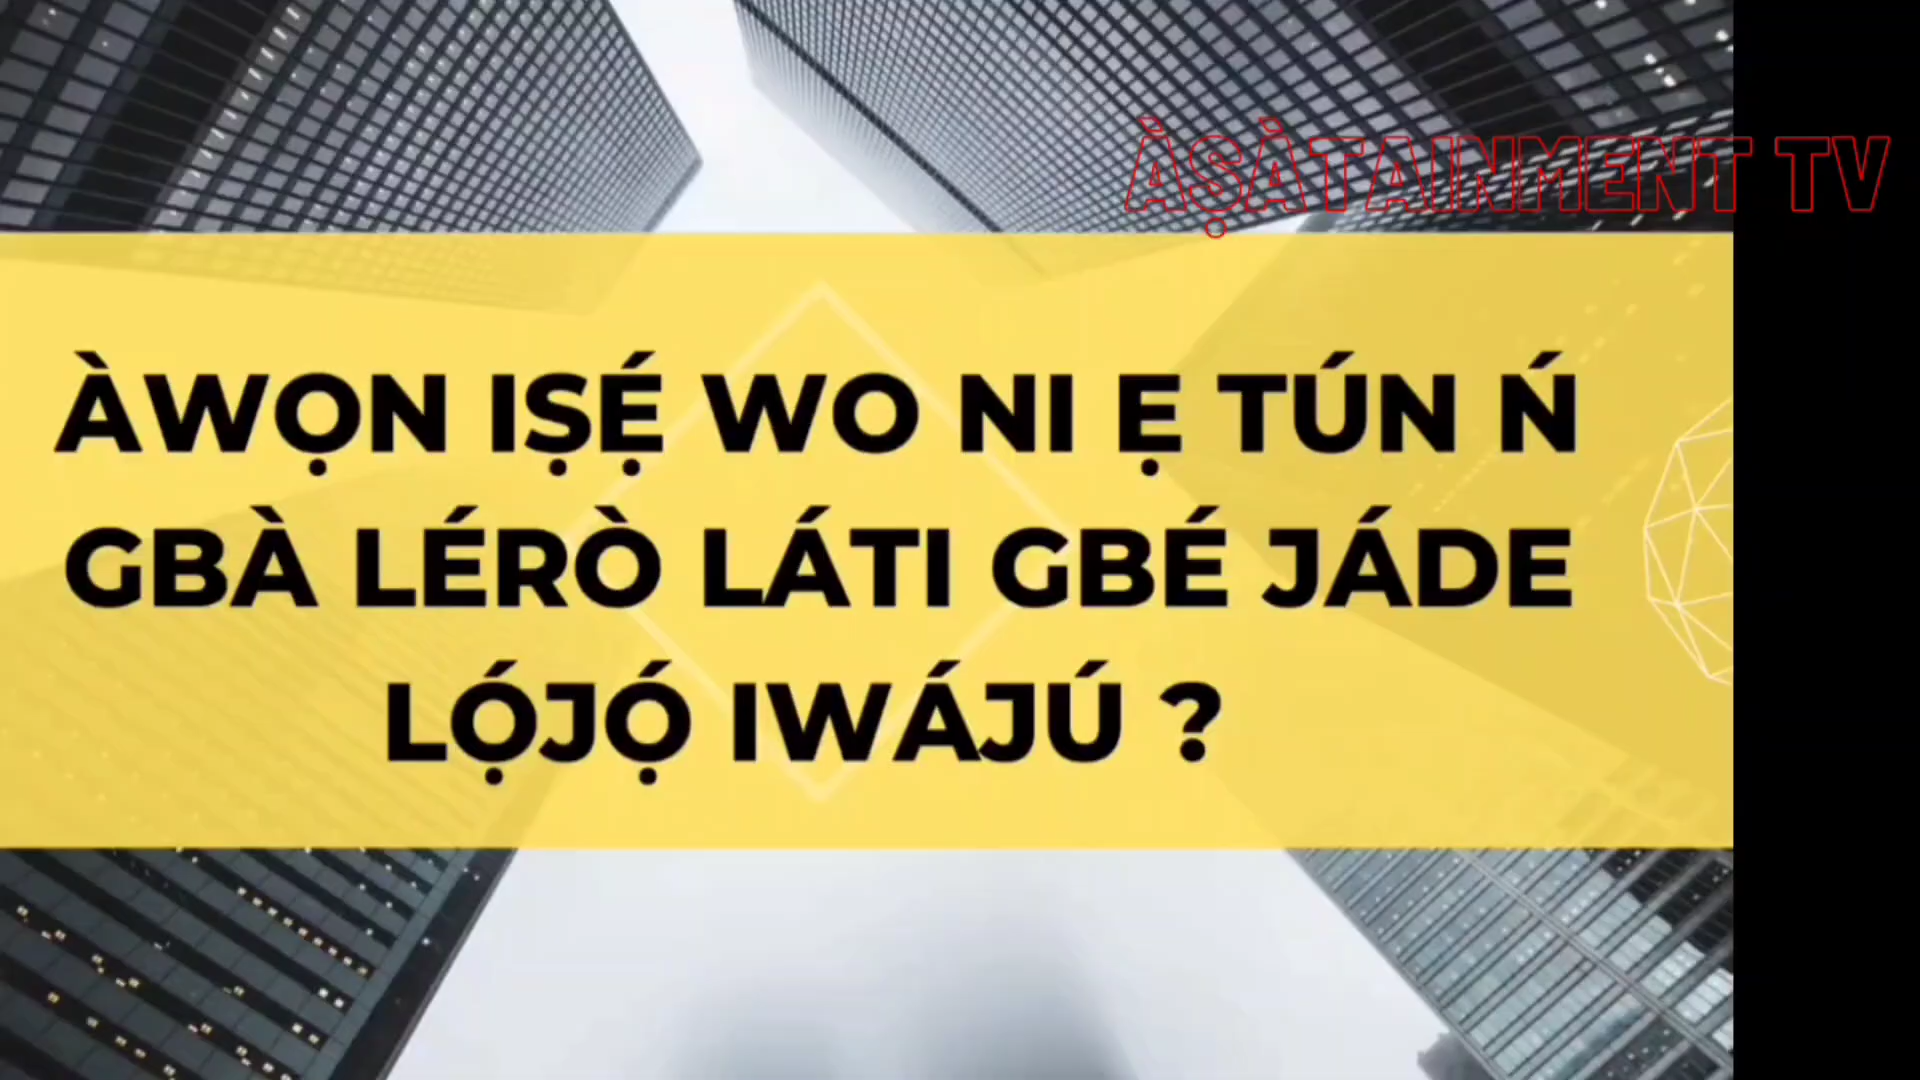 ÀṢÀTAINMENT TV
ÀWỌN IṢẸ́ WO NI Ẹ TÚN Ń
GBÀ LÉRÒ LÁTI GBÉ JÁDE
LỌ́JỌ́ IWÁJÚ ?